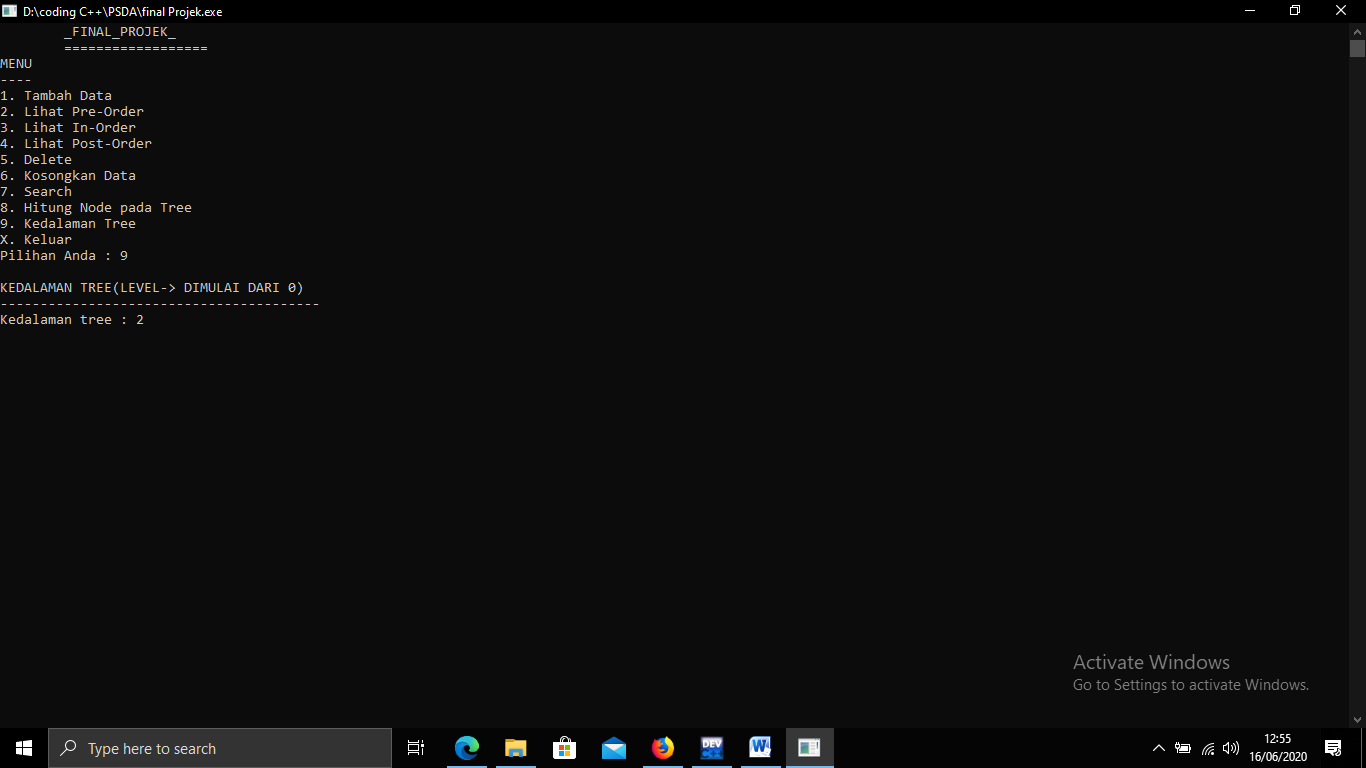 D:\coding C++\PSDA\final Projek.exe
_FINAL_PROJEK_
==================
MENU
----
1. Tambah Data
2. Lihat Pre-Order
3. Lihat In-Order
4. Lihat Post-Order
5. Delete
6. Kosongkan Data
7. Search
8. Hitung Node pada Tree
9. Kedalaman Tree
X. Keluar
Pilihan Anda : 9
KEDALAMAN TREE(LEVEL-> DIMULAI DARI 0)
----------------------------------------
Kedalaman tree : 2
Activate Windows
Go to Settings to activate Windows.
Type here to search
DEV
C++
W
12:55
16/06/2020